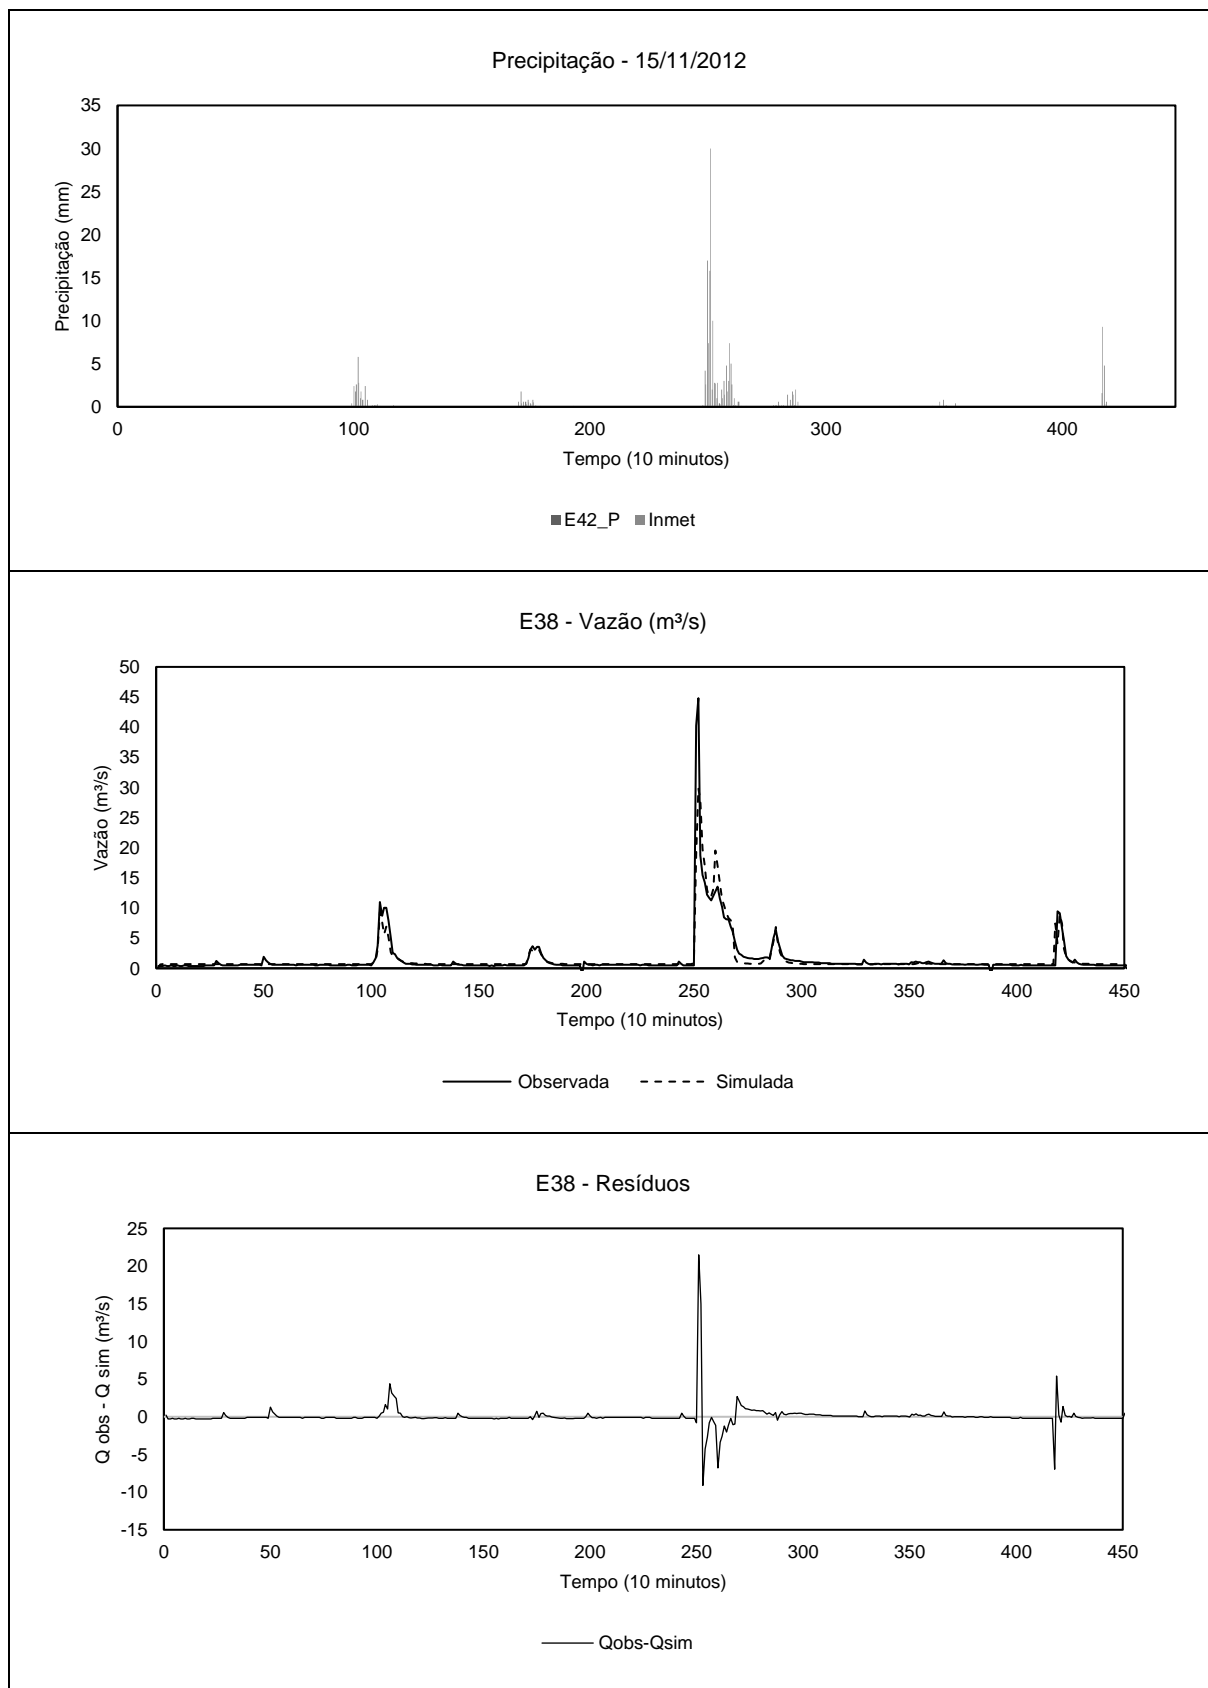 Precipitação - 15/11/2012
35
30
25
20
15
10
5
0
Precipitação (mm)
0 100 200 300 400
Tempo (10 minutos)
E42_P Inmet
E38 - Vazão (m³/s)
50
45
40
35
30
25
20
15
10
5
0
Vazão (m³/s)
0 50 100 150 200 250 300 350 400 450
Tempo (10 minutos)
Observada Simulada
E38 - Resíduos
25
20
15
10
5
0
-5
-10
-15
Q obs - Q sim (m³/s)
0 50 100 150 200 250 300 350 400 450
Tempo (10 minutos)
Qobs-Qsim